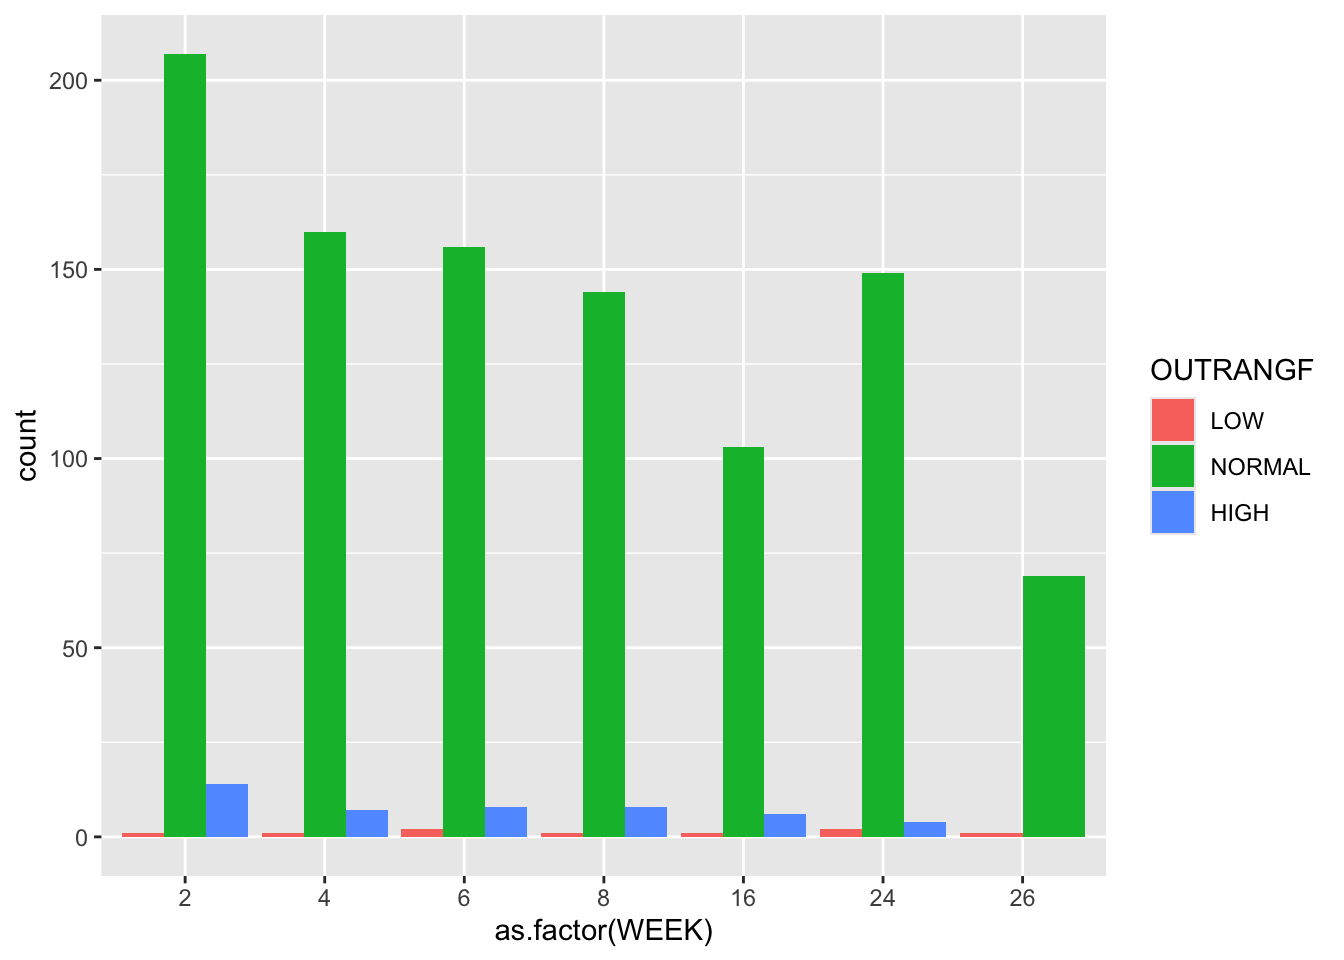 200
150
100
50
0
count
2 4 6 8 16 24 26
as.factor(WEEK)
OUTRANGF
LOW
NORMAL
HIGH